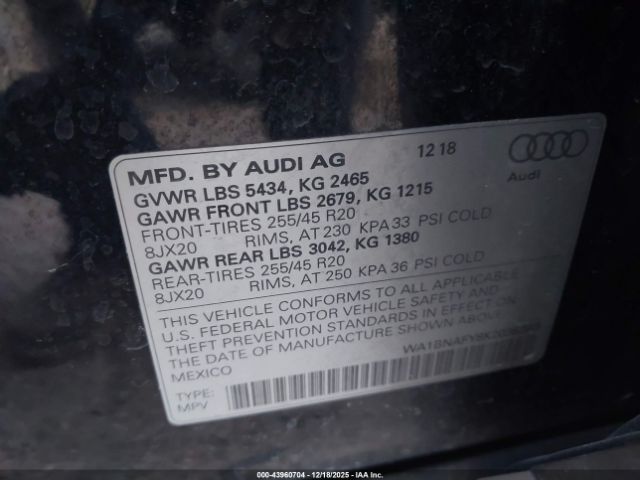 MFD. BY AUDI AG 12 18
GVWR LBS 5434, KG 2465
GAWR FRONT LBS 2679, KG 1215
FRONT-TIRES 255/45 R20
8JX20 RIMS, AT 230 KPA 33 PSI COLD
GAWR REAR LBS 3042, KG 1380
REAR-TIRES 255/45 R20
8JX20 RIMS, AT 250 KPA 36 PSI COLD
Audi
THIS VEHICLE CONFORMS TO ALL APPLICABLE
U.S. FEDERAL MOTOR VEHICLE SAFETY AND
THEFT PREVENTION STANDARDS IN EFFECT ON
THE DATE OF MANUFACTURE SHOWN ABOVE.
MEXICO
TYPE:
MPV
000-43960704 - 12/18/2025 - IAA Inc.